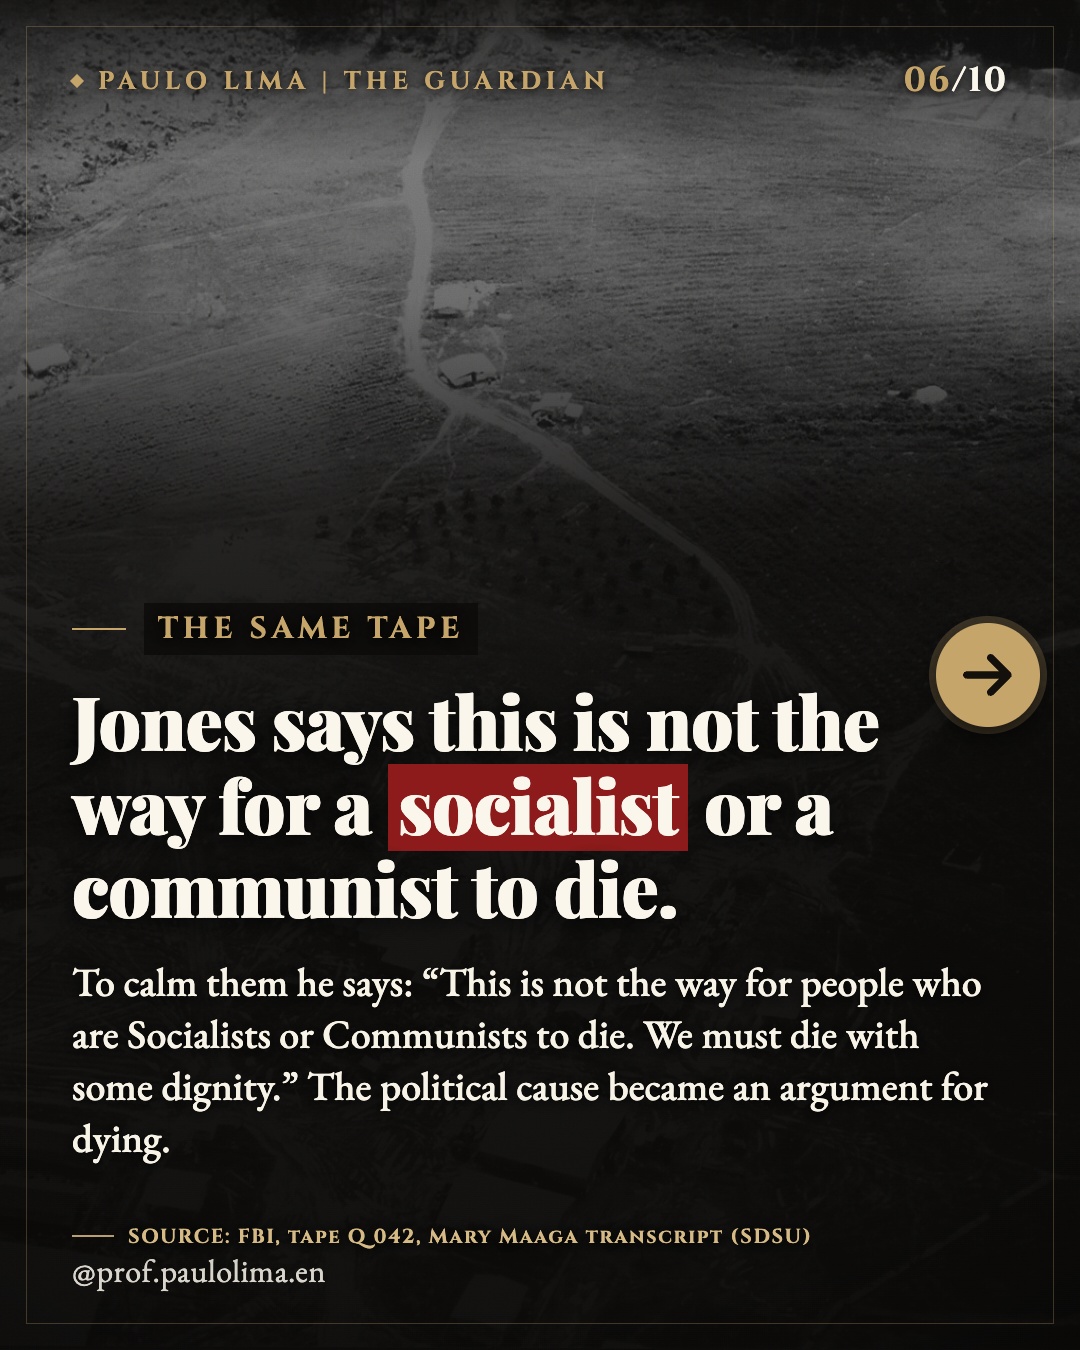 ◆ PAULO LIMA | THE GUARDIAN
06/10
THE SAME TAPE
Jones says this is not the
way for a socialist or a
communist to die.
To calm them he says: “This is not the way for people who
are Socialists or Communists to die. We must die with
some dignity.” The political cause became an argument for
dying.
SOURCE: FBI, TAPE Q 042, MARY MAAGA TRANSCRIPT (SDSU)
@prof.paulolima.en